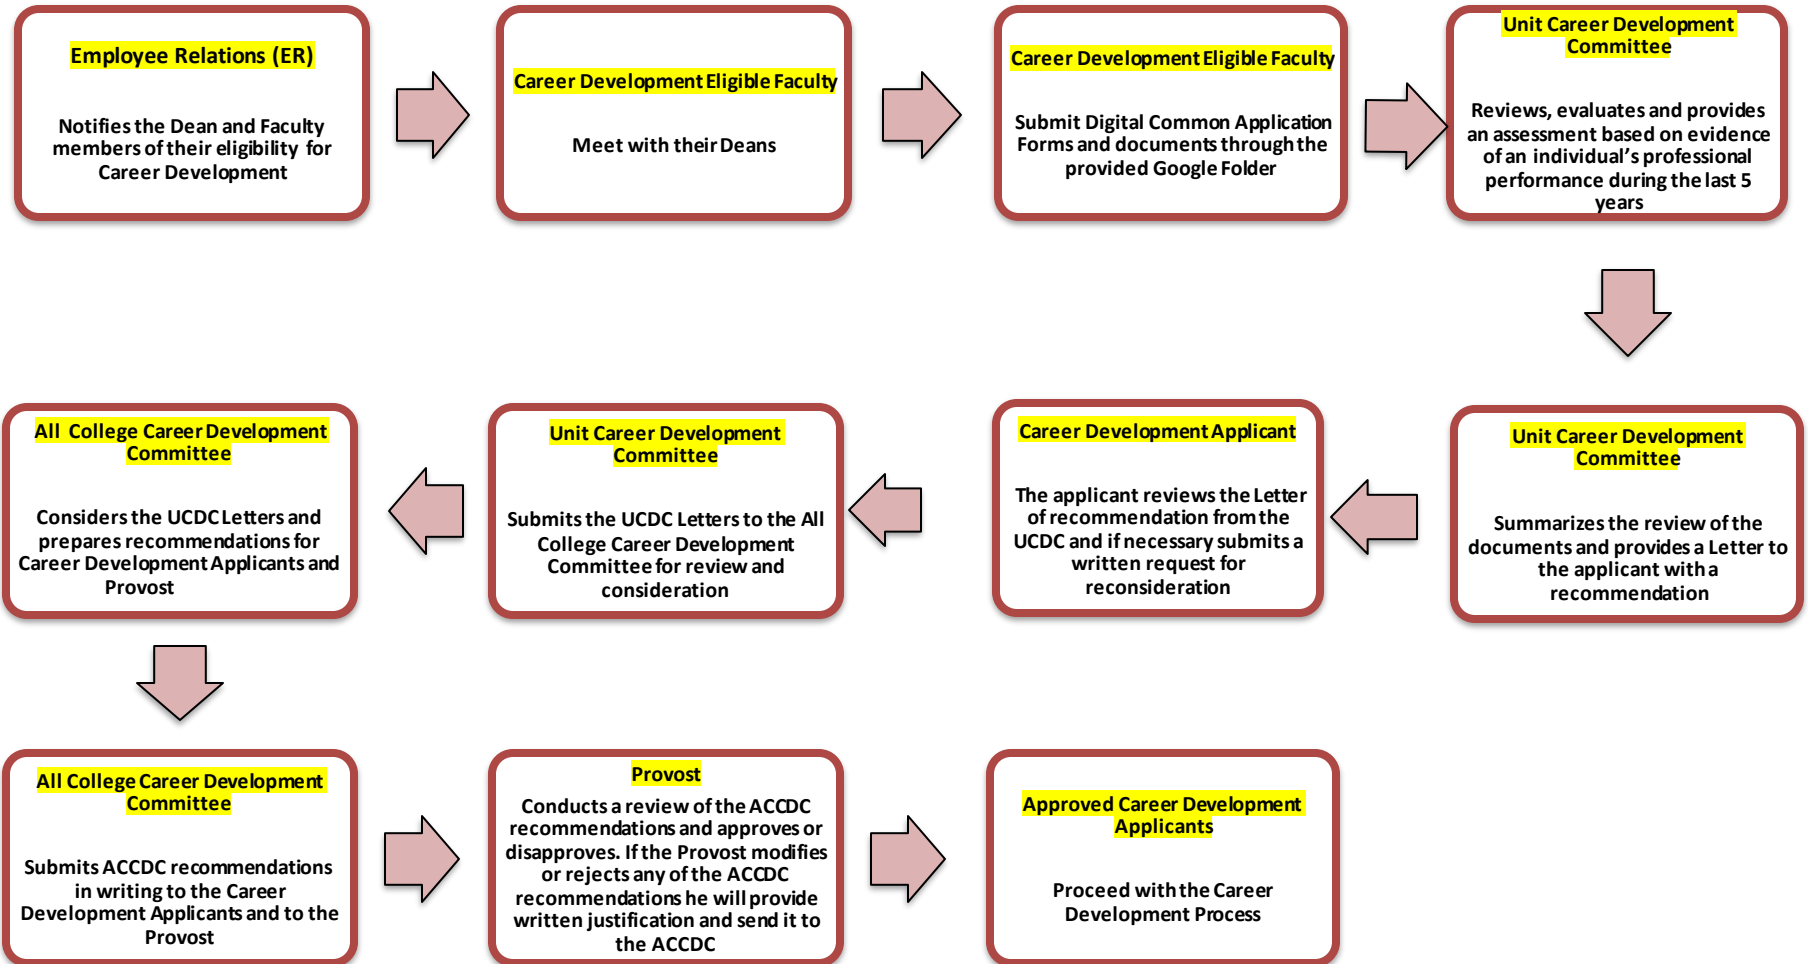 Employee Relations (ER)
Notifies the Dean and Faculty
members of their eligibility for
Career Development
Career Development Eligible Faculty
Meet with their Deans
Career Development Eligible Faculty
Submit Digital Common Application
Forms and documents through the
provided Google Folder
Unit Career Development
Committee
Reviews, evaluates and provides
an assessment based on evidence
of an individual's professional
performance during the last 5
years
Unit Career Development
Committee
Summarizes the review of the
documents and provides a Letter to
the applicant with a
recommendation
Career Development Applicant
The applicant reviews the Letter
of recommendation from the
UCDC and if necessary submits a
written request for
reconsideration
Unit Career Development
Committee
Submits the UCDC Letters to the All
College Career Development
Committee for review and
consideration
All College Career Development
Committee
Considers the UCDC Letters and
prepares recommendations for
Career Development Applicants and
Provost
All College Career Development
Committee
Submits ACCDC recommendations
in writing to the Career
Development Applicants and to the
Provost
Provost
Conducts a review of the ACCDC
recommendations and approves or
disapproves. If the Provost modifies
or rejects any of the ACCDC
recommendations he will provide
written justification and send it to
the ACCDC
Approved Career Development
Applicants
Proceed with the Career
Development Process